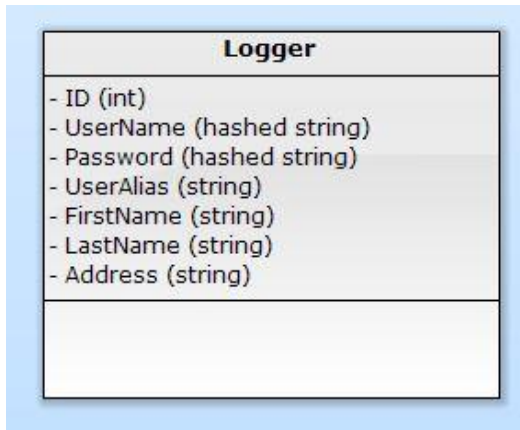 Logger
- ID (int)
- UserName (hashed string)
- Password (hashed string)
- UserAlias (string)
- FirstName (string)
- LastName (string)
- Address (string)